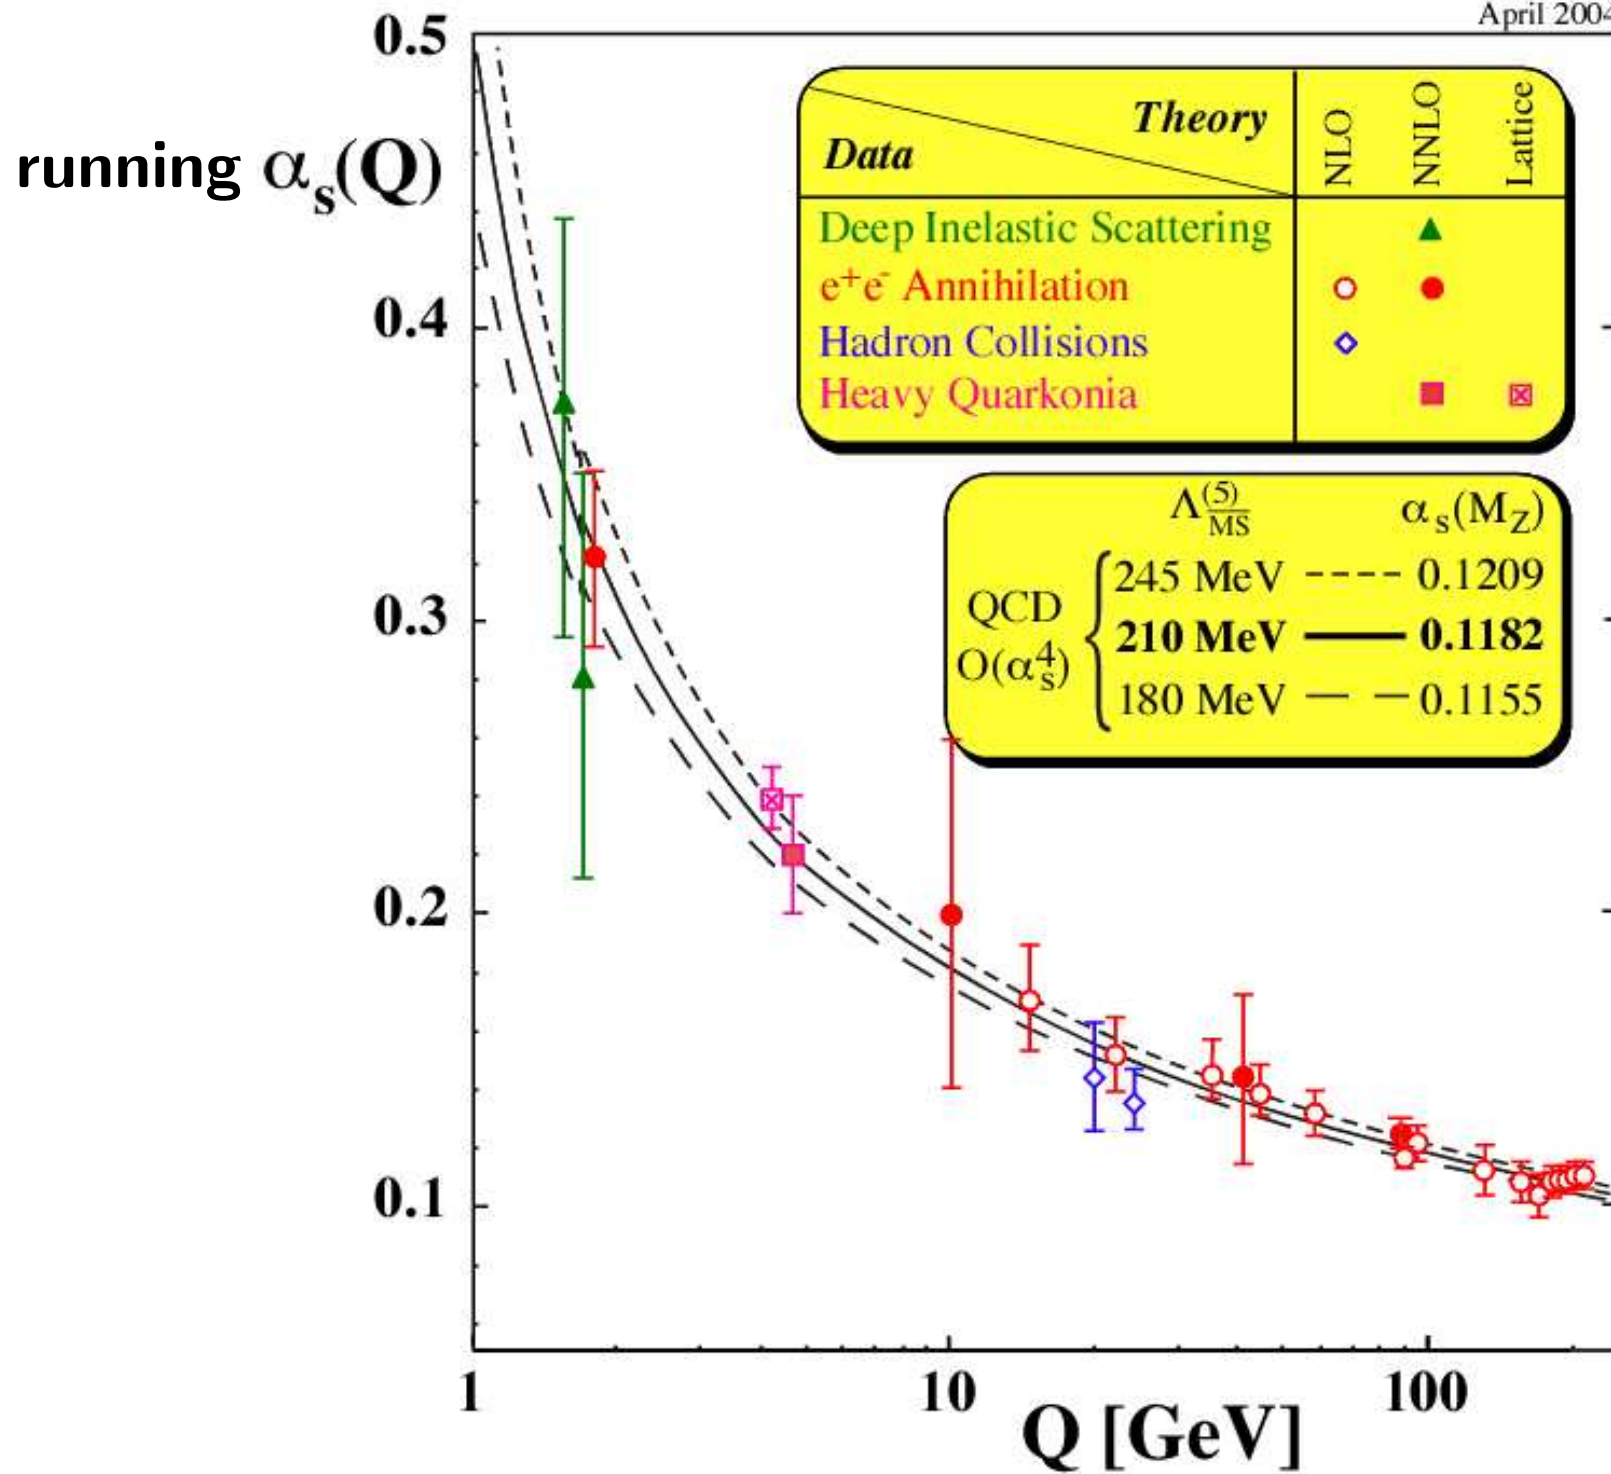 April 2004
0.5
running αs(Q)
0.4
0.3
0.2
0.1
Theory
Data
NLO
NNLO
Lattice
Deep Inelastic Scattering
e⁺e⁻ Annihilation
Hadron Collisions
Heavy Quarkonia
Λ(5)MS αs(MZ)
245 MeV 0.1209
QCD
210 MeV 0.1182
O(αs⁴)
180 MeV 0.1155
1 10 100
Q [GeV]